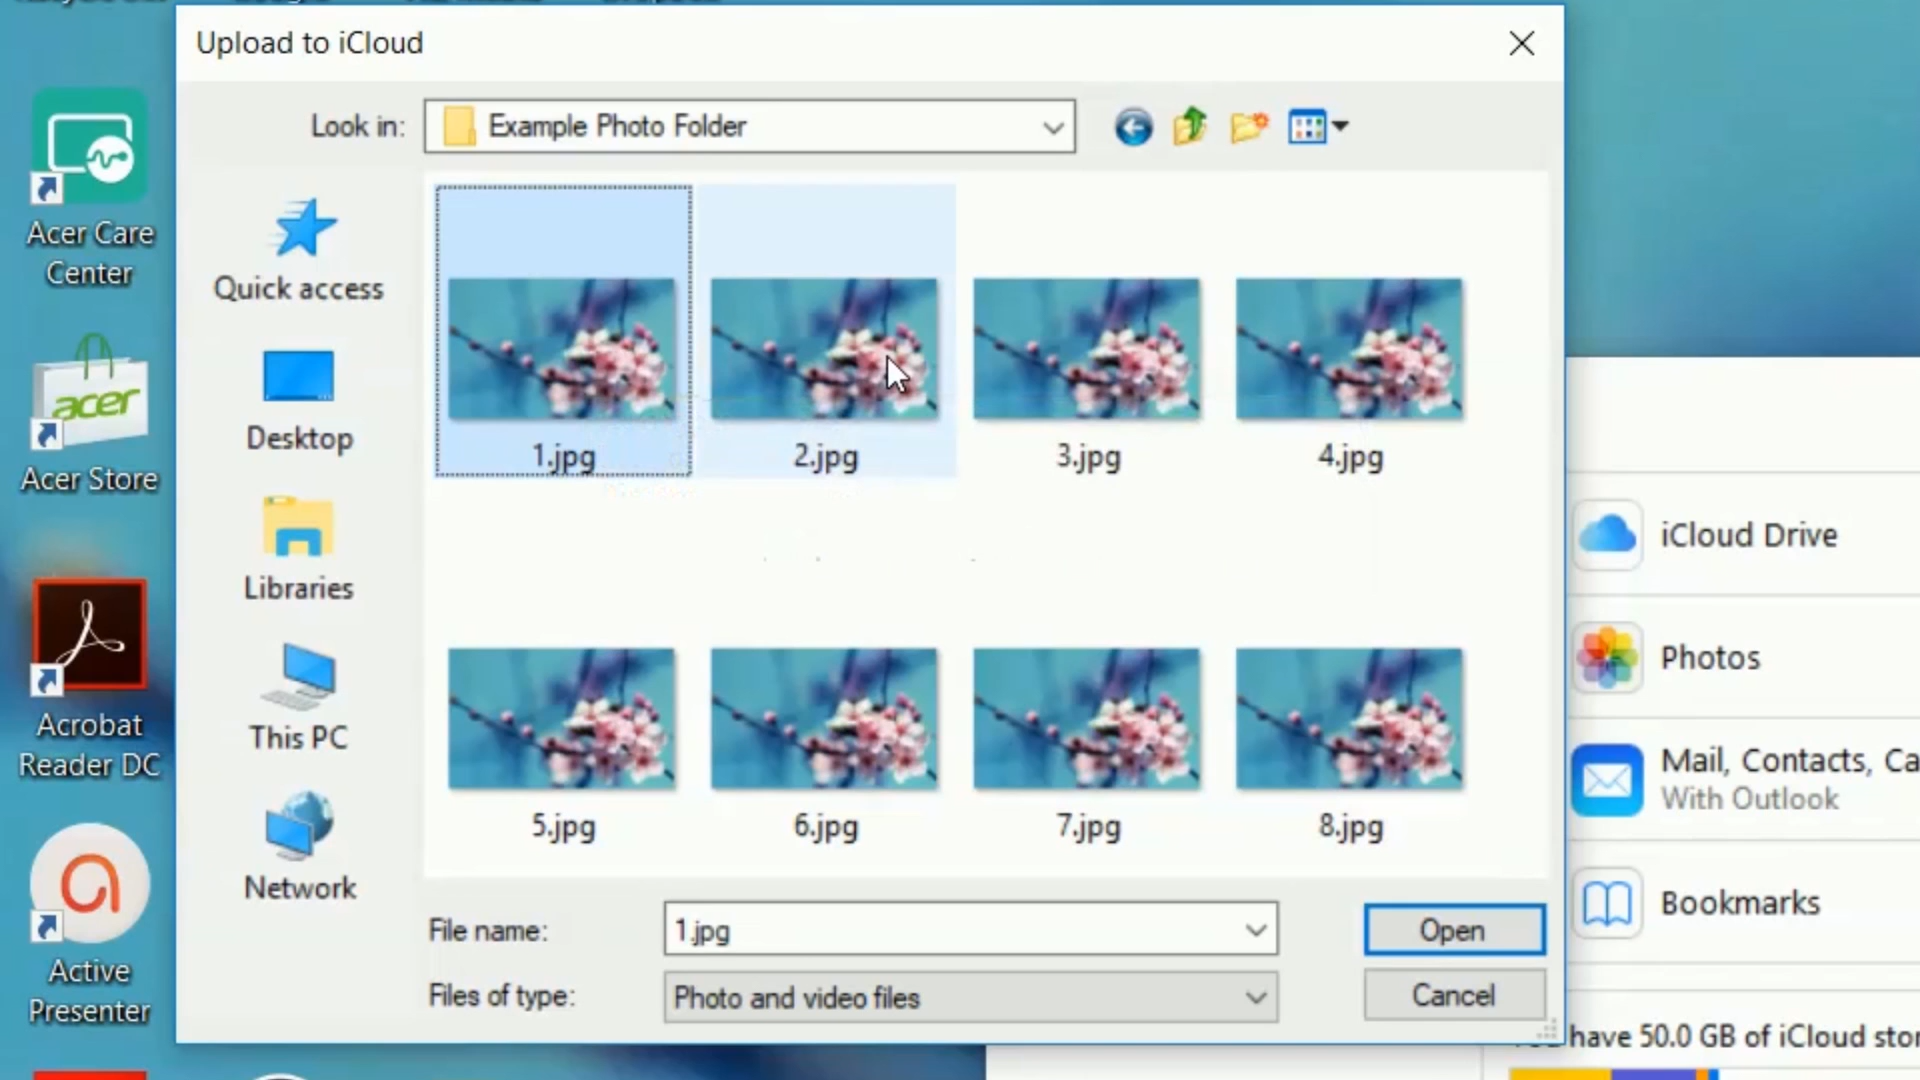 Upload to iCloud
Look in:
Example Photo Folder
Acer Care
Center
acer
Acer Store
Acrobat
Reader DC
Active
Presenter
Quick access
Desktop
Libraries
This PC
Network
1.jpg
2.jpg
3.jpg
4.jpg
5.jpg
6.jpg
7.jpg
8.jpg
File name:
1.jpg
Open
Files of type:
Photo and video files
Cancel
iCloud Drive
Photos
Mail, Contacts, Ca
With Outlook
Bookmarks
have 50.0 GB of iCloud stor